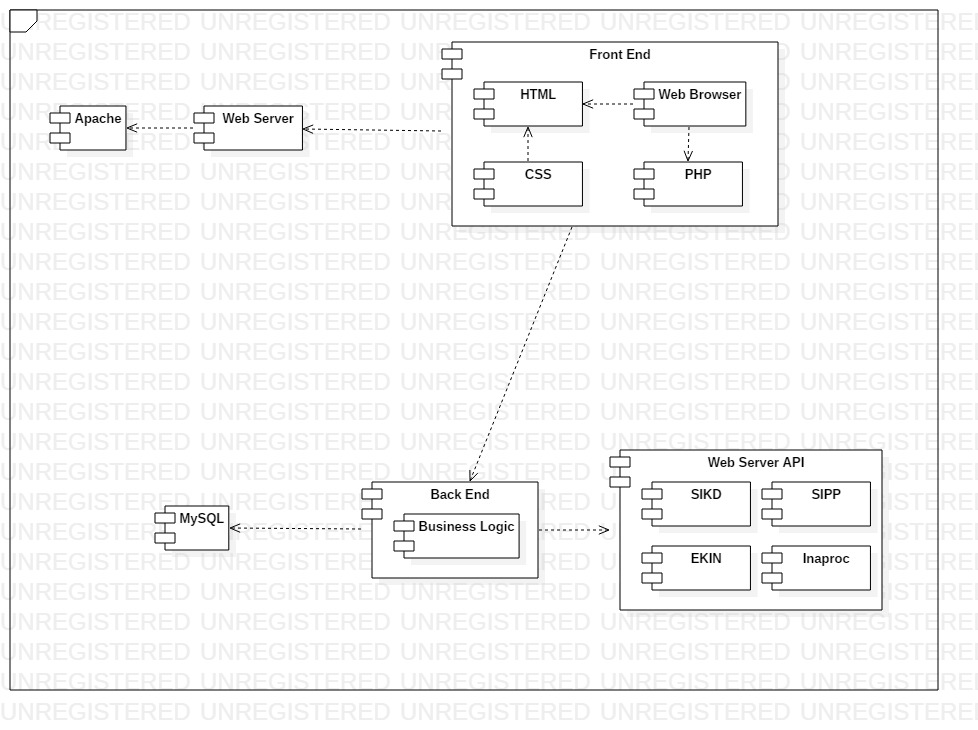 Front End
HTML
Web Browser
Apache
Web Server
CSS
PHP
Web Server API
Back End
SIKD
SIPP
MySQL
Business Logic
EKIN
Inaproc
UNREGISTERED UNREGISTERED UNREGISTERED UNREGISTERED UNREGISTERED